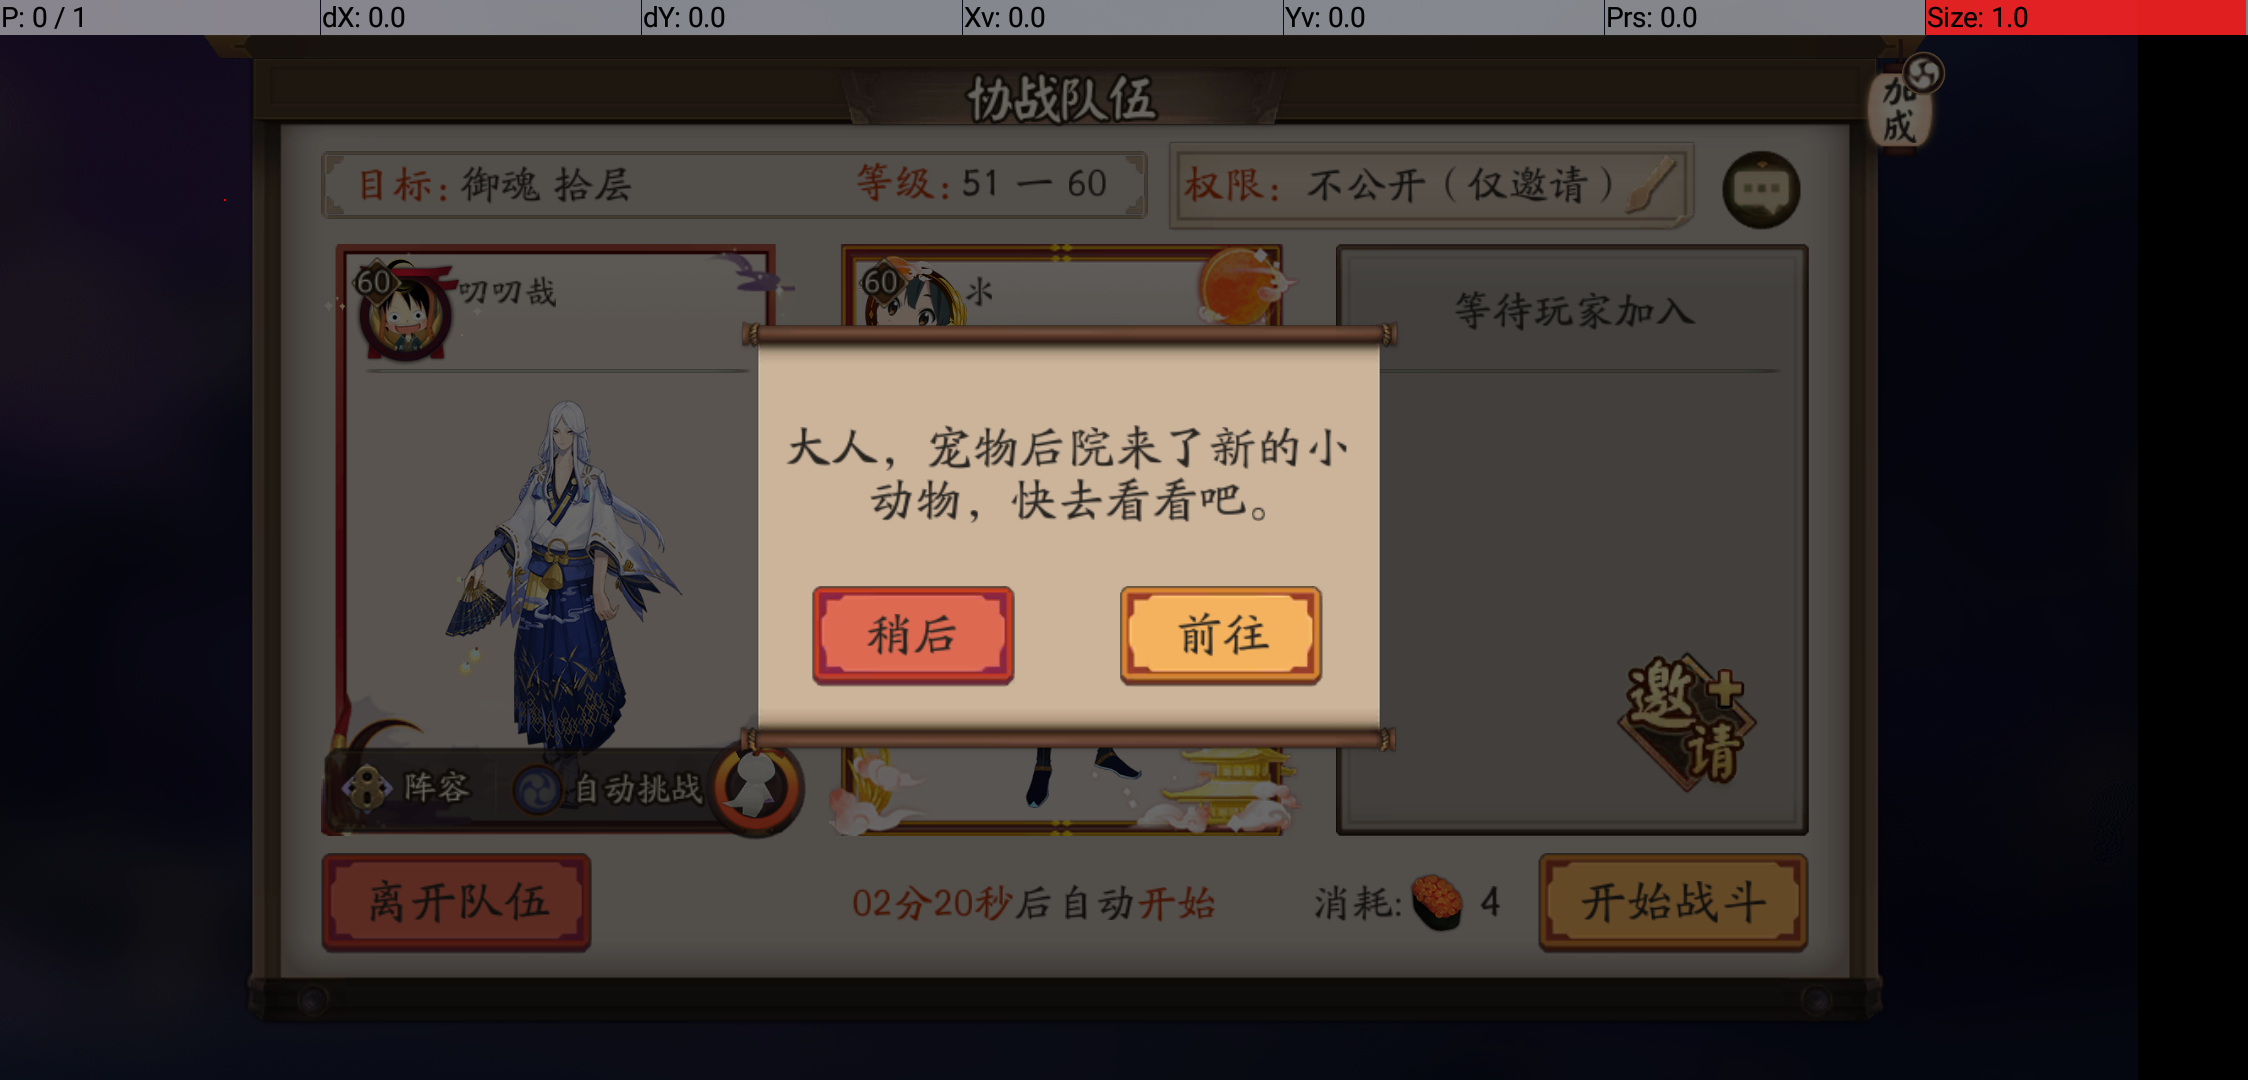 P: 0 / 1
dX: 0.0
dY: 0.0
Xv: 0.0
Yv: 0.0
Prs: 0.0
Size: 1.0
协战队伍
加成
目标: 御魂 拾层
等级: 51 一 60
权限: 不公开（仅邀请）
60
叨叨哉
60
氺
等待玩家加入
大人，宠物后院来了新的小
动物，快去看看吧。
稍后
前往
邀请
阵容
自动挑战
离开队伍
02分20秒后自动开始
消耗: 4
开始战斗